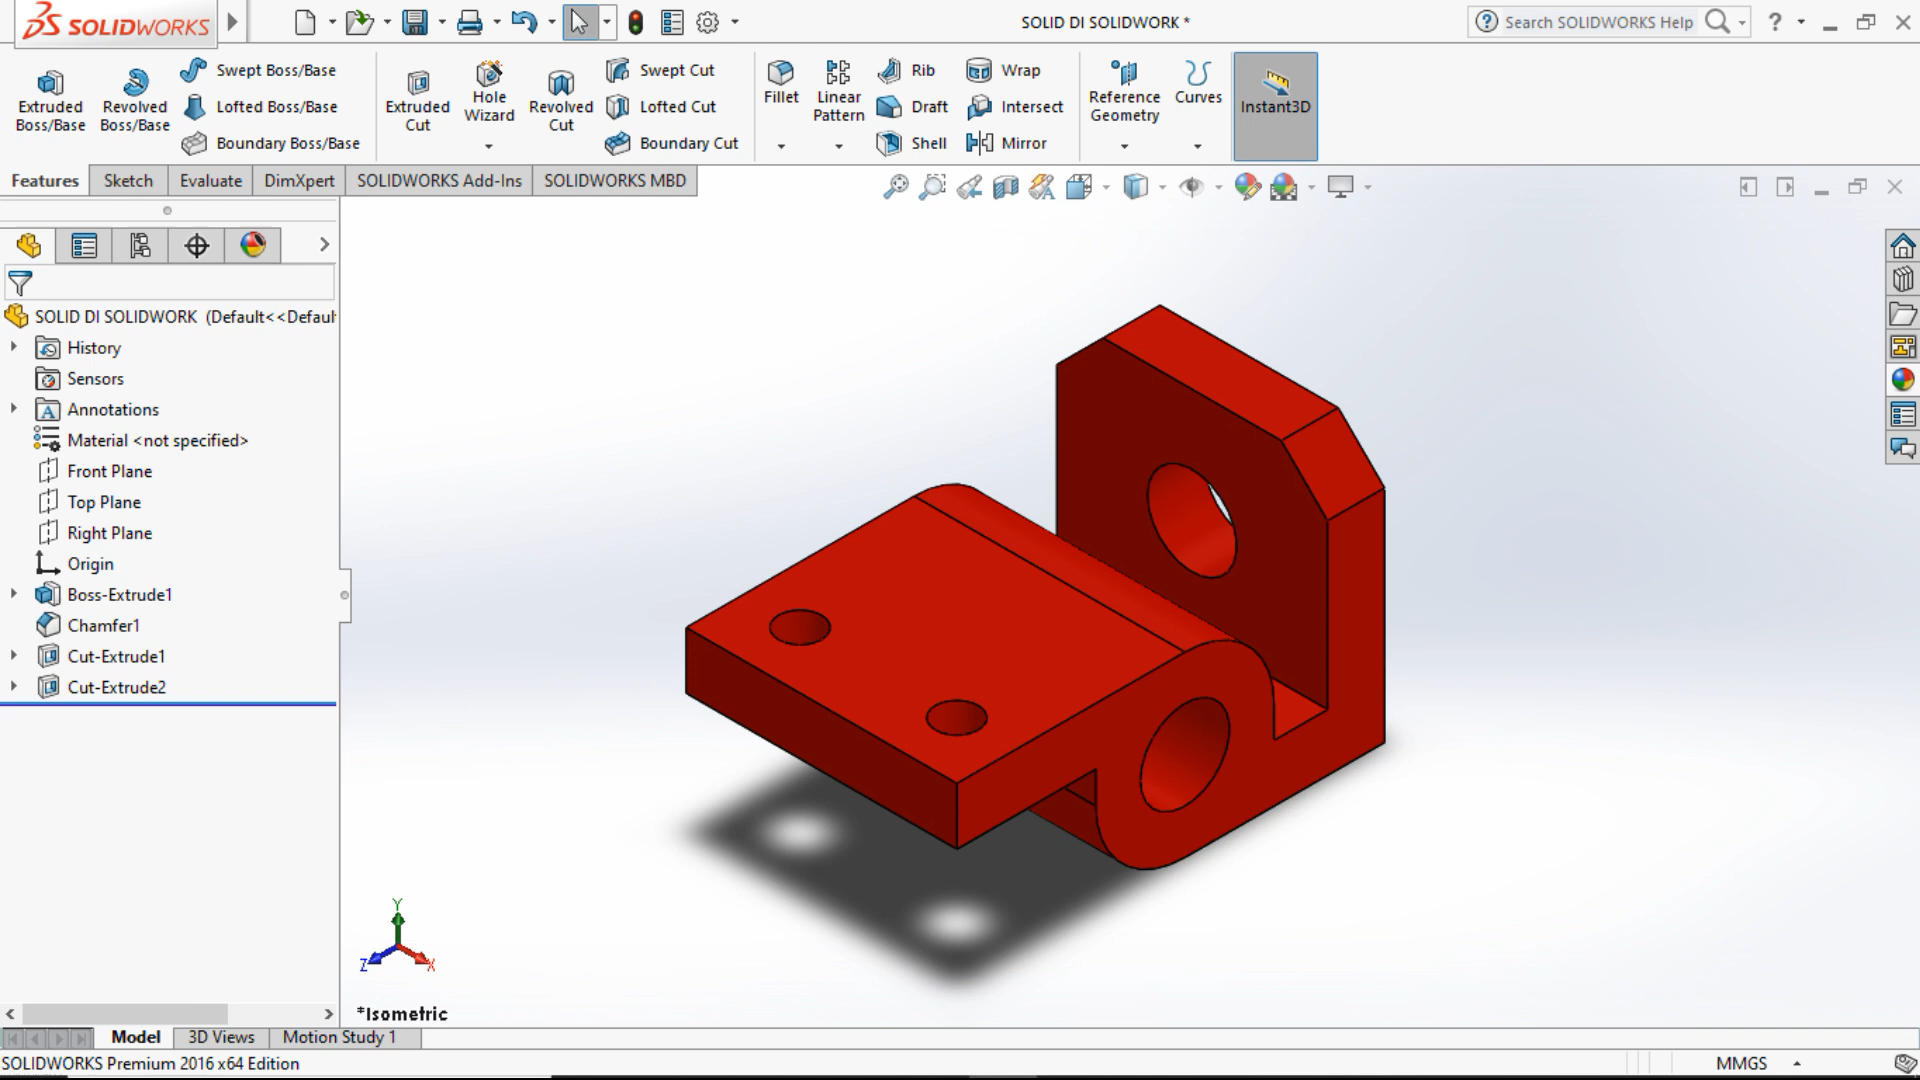 SOLIDWORKS
SOLID DI SOLIDWORK *
Search SOLIDWORKS Help
?
Extruded Boss/Base
Revolved Boss/Base
Swept Boss/Base
Lofted Boss/Base
Boundary Boss/Base
Extruded Cut
Hole Wizard
Revolved Cut
Swept Cut
Lofted Cut
Boundary Cut
Fillet
Linear Pattern
Rib
Draft
Shell
Wrap
Intersect
Mirror
Reference Geometry
Curves
Instant3D
Features
Sketch
Evaluate
DimXpert
SOLIDWORKS Add-Ins
SOLIDWORKS MBD
SOLID DI SOLIDWORK (Default<<Defaul
History
Sensors
Annotations
Material <not specified>
Front Plane
Top Plane
Right Plane
Origin
Boss-Extrude1
Chamfer1
Cut-Extrude1
Cut-Extrude2
Y
Z
X
*Isometric
Model
3D Views
Motion Study 1
SOLIDWORKS Premium 2016 x64 Edition
MMGS